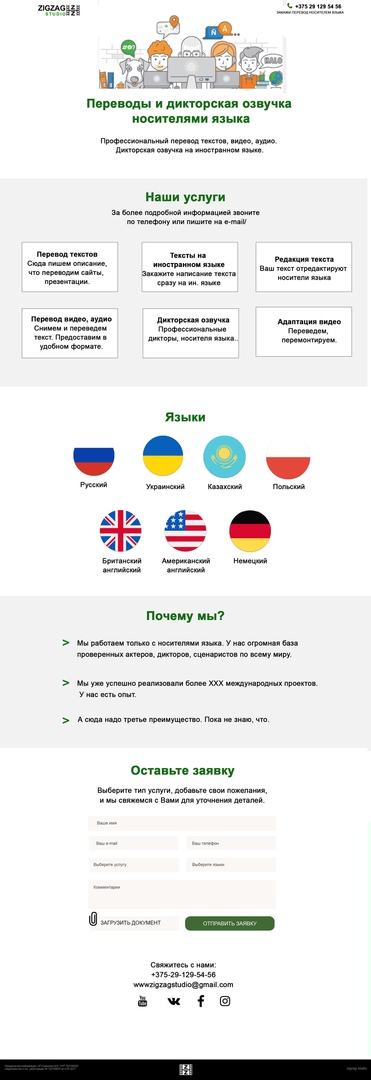 ZIGZAG
STUDIO
+375 29 129 54 56
ЗАКАЖИ ПЕРЕВОД НОСИТЕЛЕМ ЯЗЫКА
Переводы и дикторская озвучка
носителями языка
Профессиональный перевод текстов, видео, аудио.
Дикторская озвучка на иностранном языке.
Наши услуги
За более подробной информацией звоните
по телефону или пишите на e-mail/
Перевод текстов
Сюда пишем описание,
что переводим сайты,
презентации.
Тексты на
иностранном языке
Закажите написание текста
сразу на ин. языке
Редакция текста
Ваш текст отредактируют
носители языка
Перевод видео, аудио
Снимем и переведем
текст. Предоставим в
удобном формате.
Дикторская озвучка
Профессиональные
дикторы, носителя языка..
Адаптация видео
Переведем,
перемонтируем.
Языки
Русский
Украинский
Казахский
Польский
Британский
английский
Американский
английский
Немецкий
Почему мы?
> Мы работаем только с носителями языка. У нас огромная база
проверенных актеров, дикторов, сценаристов по всему миру.
> Мы уже успешно реализовали более XXX международных проектов.
У нас есть опыт.
> А сюда надо третье преимущество. Пока не знаю, что.
Оставьте заявку
Выберите тип услуги, добавьте свои пожелания,
и мы свяжемся с Вами для уточнения деталей.
Ваше имя
Ваш e-mail
Ваш телефон
Выберите услугу
Выберите языки
Комментарии
ЗАГРУЗИТЬ ДОКУМЕНТ
ОТПРАВИТЬ ЗАЯВКУ
Свяжитесь с нами:
+375-29-129-54-56
wwwzigzagstudio@gmail.com